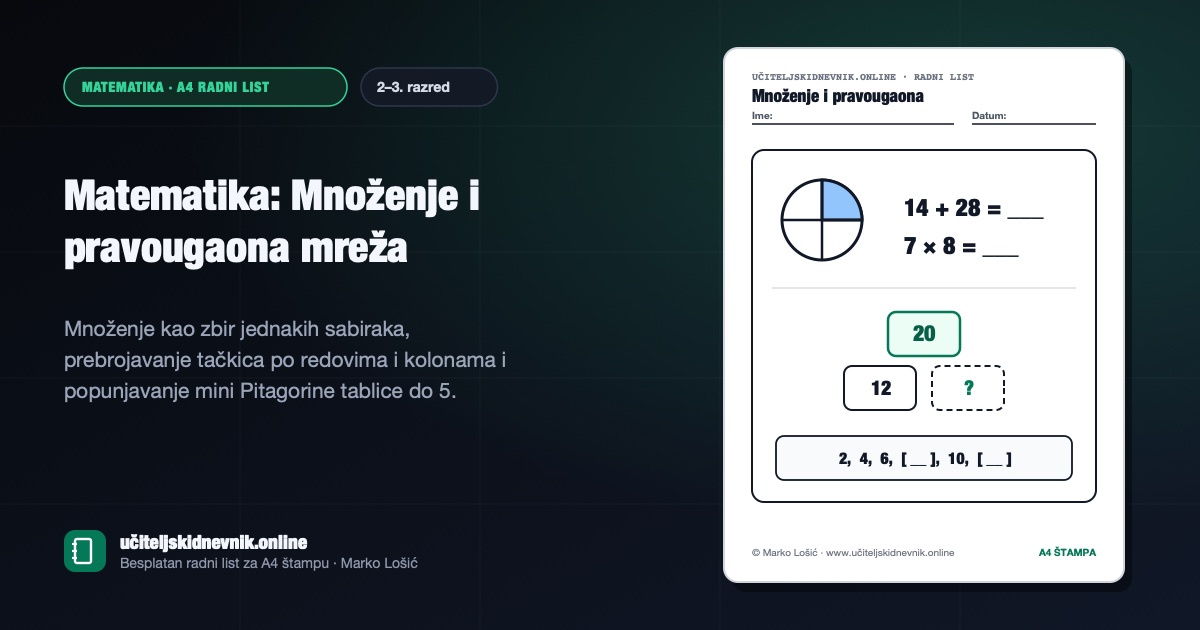 MATEMATIKA · A4 RADNI LIST
2–3. razred
Matematika: Množenje i
pravougaona mreža
Množenje kao zbir jednakih sabiraka,
prebrojavanje tačkica po redovima i kolonama i
popunjavanje mini Pitagorine tablice do 5.
učiteljskidnevnik.online
Besplatan radni list za A4 štampu · Marko Lošić
UČITELJSKIDNEVNIK.ONLINE · RADNI LIST
Množenje i pravougaona
Ime:
Datum:
14 + 28 = ___
7 × 8 = ___
20
12
?
2, 4, 6, [ __ ], 10, [ __ ]
© Marko Lošić · www.učiteljskidnevnik.online
A4 ŠTAMPA